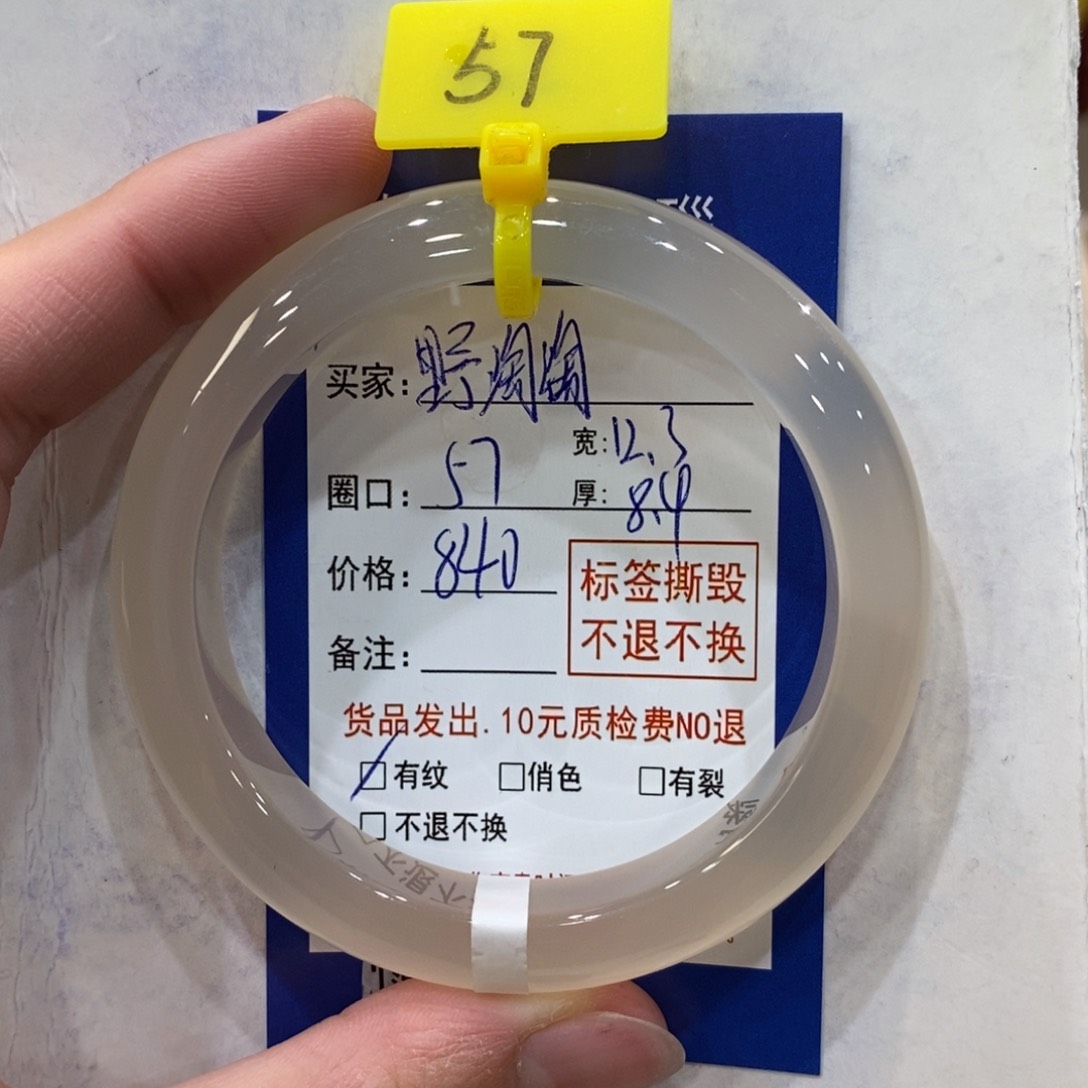 57
买家:
宽:12.3
圈口:57
厚:8.4
价格:840
标签撕毁
不退不换
备注:
货品发出.10元质检费NO退
☑有纹 □俏色 □有裂
□不退不换